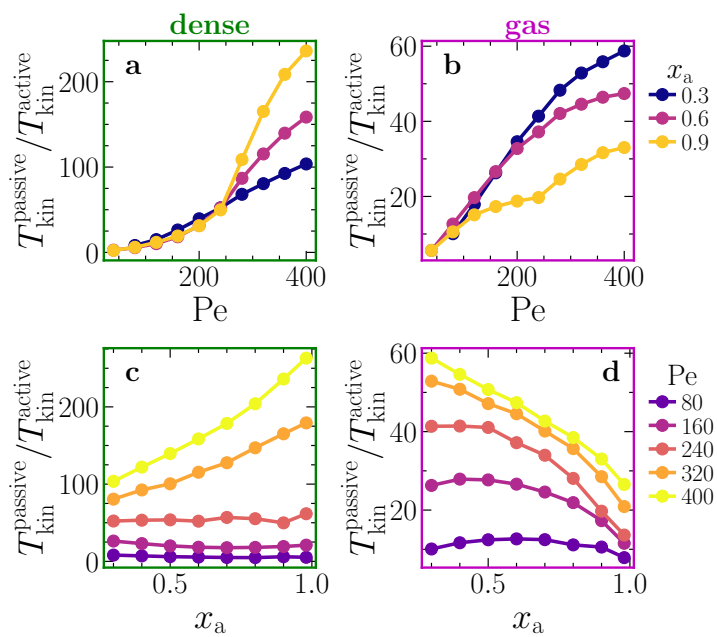 dense
gas
a
T_kin^passive/T_kin^active
0
100
200
0
200
400
Pe
b
T_kin^passive/T_kin^active
20
40
60
0
200
400
Pe
x_a
0.3
0.6
0.9
c
T_kin^passive/T_kin^active
0
100
200
0.5
1.0
x_a
d
T_kin^passive/T_kin^active
20
40
60
0.5
1.0
x_a
Pe
80
160
240
320
400